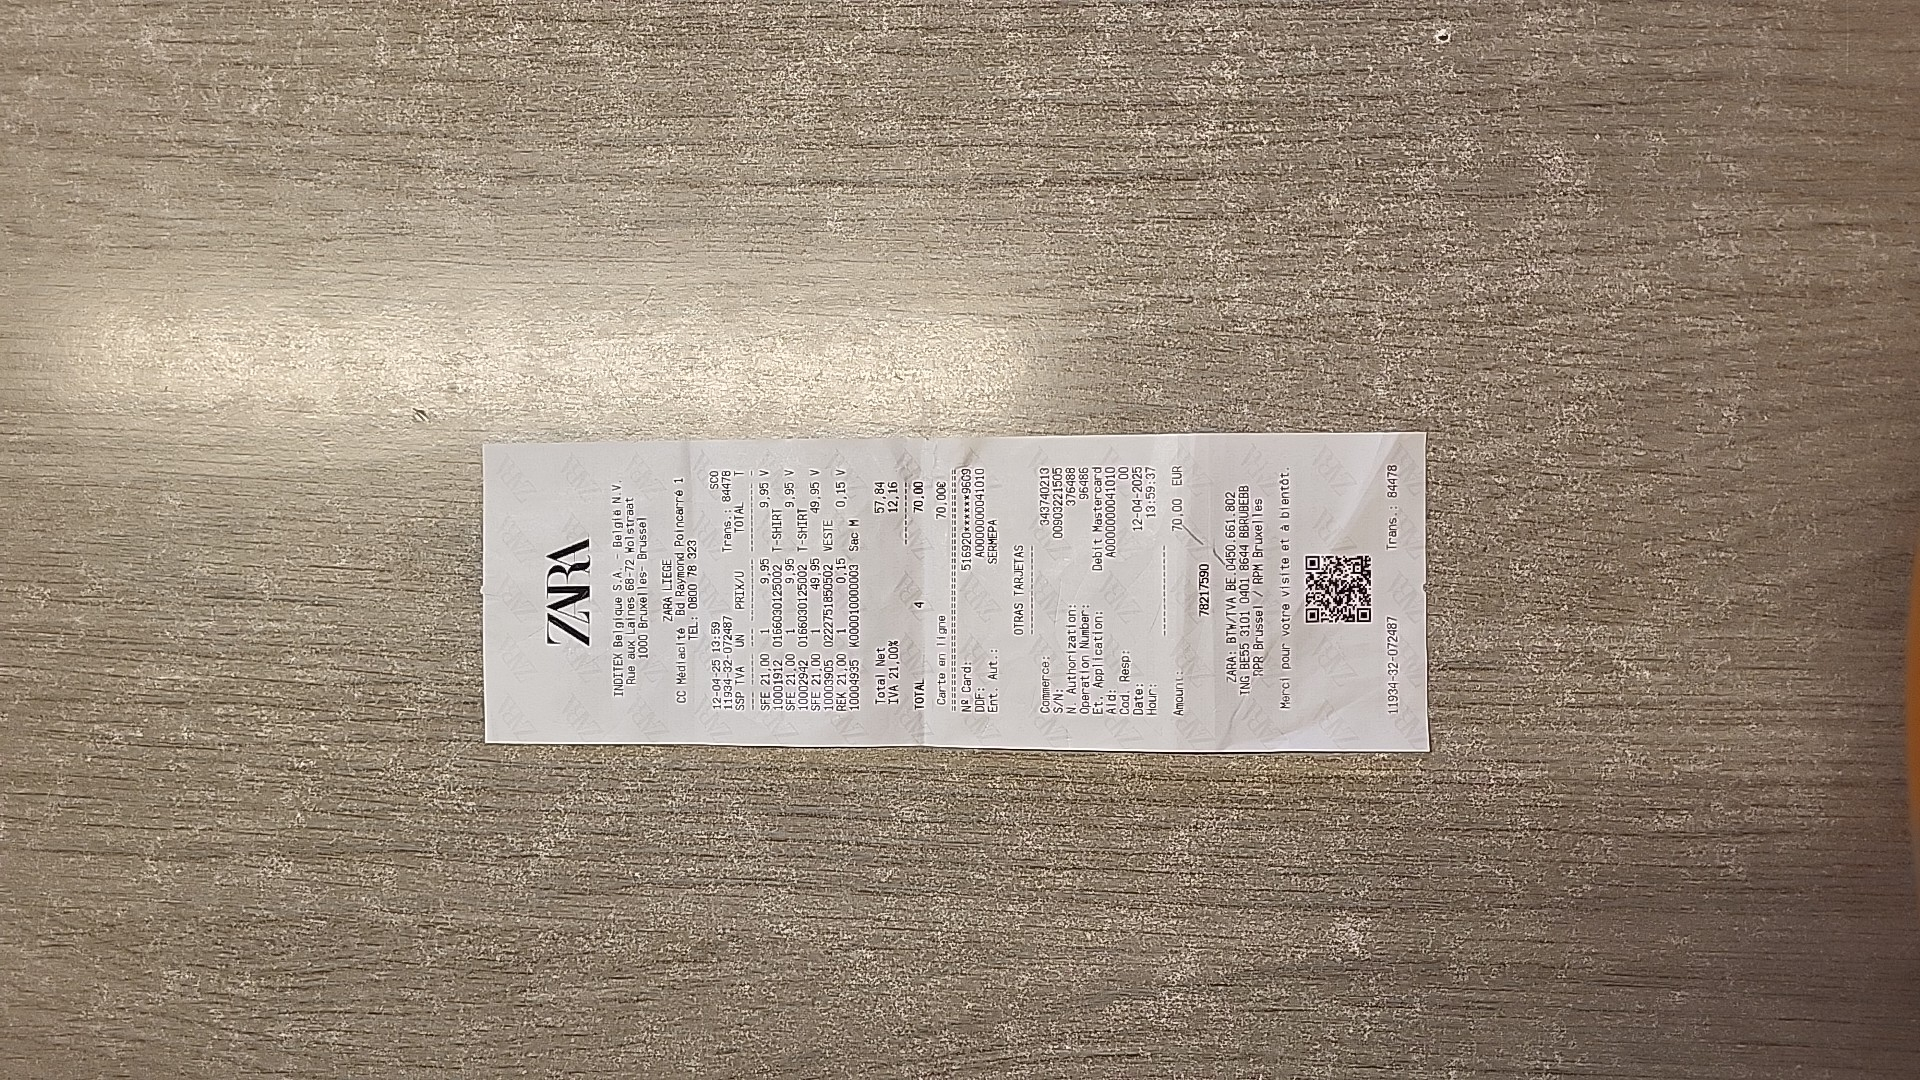 ZARA
INDITEX Belgique S.A. - België N.V.
Rue aux Laines 68-72 Wolstraat
1000 Bruxelles- Brussel
ZARA LIEGE
CC Médiacité Bd Raymond Poincarré 1
TEL: 0800 78 323
12-04-25 13:59 SCO
11934-32-072487 Trans.: 84478
SSP TVA UN PRIX/U TOTAL T
SFE 21,00 1 9,95 9,95 V
10001912 0166030125002 T-SHIRT
SFE 21,00 1 9,95 9,95 V
10002942 0166030125002 T-SHIRT
SFE 21,00 1 49,95 49,95 V
10003905 0222751850502 VESTE
REK 21,00 1 0,15 0,15 V
10004935 K0000100000003 Sac M
Total Net 57,84
IVA 21,00% 12,16
TOTAL 4 70,00
Carte en ligne 70,00€
Nº Card: 516920******9609
DDF: A0000000041010
Ent. Aut.: SERMEPA
OTRAS TARJETAS
Commerce: 343740213
S/N: 00903221505
N. Authorization: 376488
Operation Number: 96486
Et. Application: Debit Mastercard
Aid: A0000000041010
Cod. Resp: 00
Date: 12-04-2025
Hour: 13:59:37
Amount: 70,00 EUR
78217590
ZARA: BTW/TVA BE 0450.661.802
ING BE55 3101 0401 8644 BBRUBEBB
RPR Brussel / RPM Bruxelles
Merci pour votre visite et à bientôt.
11934-32-072487 Trans.: 84478